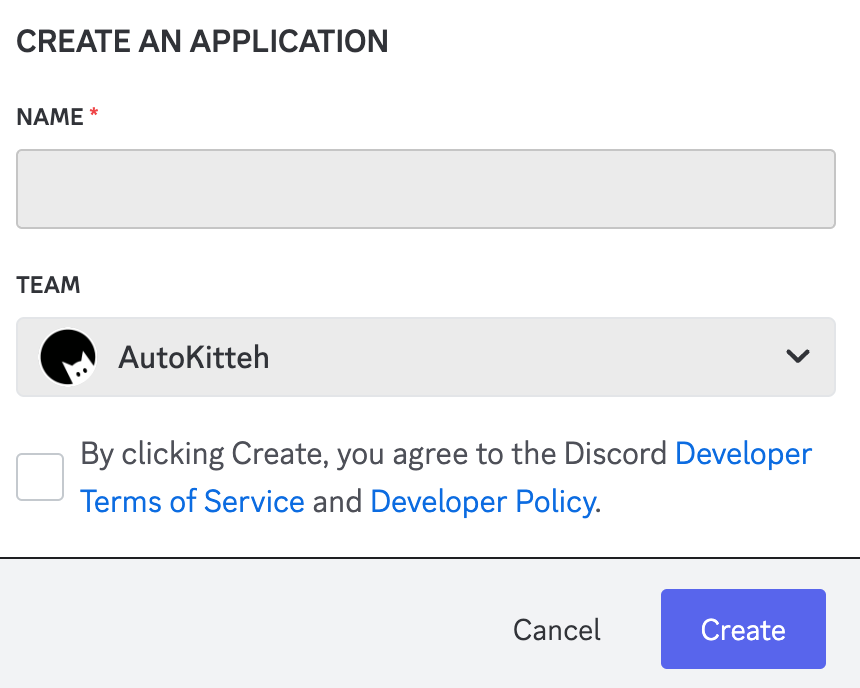 CREATE AN APPLICATION
NAME *
TEAM
AutoKitteh
By clicking Create, you agree to the Discord Developer
Terms of Service and Developer Policy.
Cancel
Create